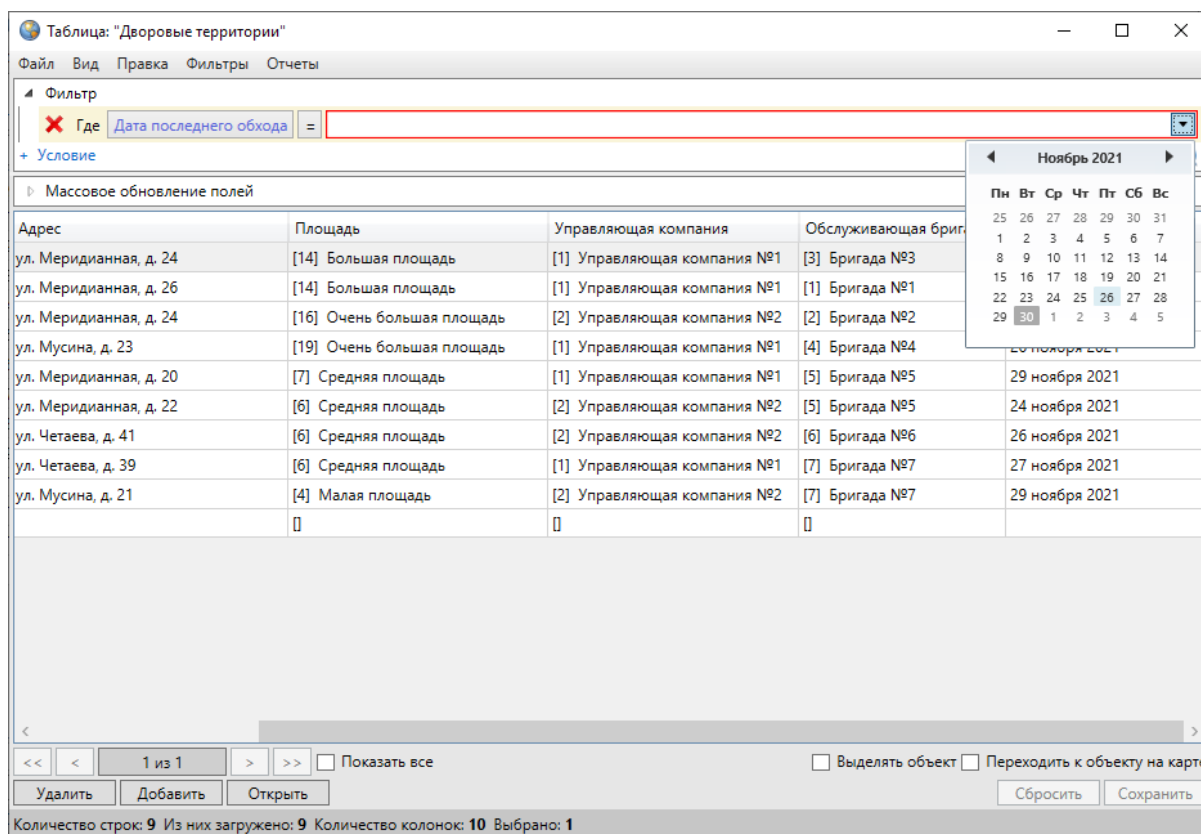 Таблица: "Дворовые территории"
Файл Вид Правка Фильтры Отчеты
Фильтр
Где Дата последнего обхода =
+ Условие
Ноябрь 2021
Пн Вт Ср Чт Пт Сб Вс
25 26 27 28 29 30 31
1 2 3 4 5 6 7
8 9 10 11 12 13 14
15 16 17 18 19 20 21
22 23 24 25 26 27 28
29 30 1 2 3 4 5
Массовое обновление полей
Адрес Площадь Управляющая компания Обслуживающая
ул. Меридианная, д. 24 [14] Большая площадь [1] Управляющая компания №1 [3] Бригада №3
ул. Меридианная, д. 26 [14] Большая площадь [1] Управляющая компания №1 [1] Бригада №1
ул. Меридианная, д. 24 [16] Очень большая площадь [2] Управляющая компания №2 [2] Бригада №2
ул. Мусина, д. 23 [19] Очень большая площадь [1] Управляющая компания №1 [4] Бригада №4
ул. Меридианная, д. 20 [7] Средняя площадь [1] Управляющая компания №1 [5] Бригада №5 29 ноября 2021
ул. Меридианная, д. 22 [6] Средняя площадь [2] Управляющая компания №2 [5] Бригада №5 24 ноября 2021
ул. Четаева, д. 41 [6] Средняя площадь [2] Управляющая компания №2 [6] Бригада №6 26 ноября 2021
ул. Четаева, д. 39 [6] Средняя площадь [1] Управляющая компания №1 [7] Бригада №7 27 ноября 2021
ул. Мусина, д. 21 [4] Малая площадь [2] Управляющая компания №2 [7] Бригада №7 29 ноября 2021
[] [] []
<< < 1 из 1 > >> Показать все Выделять объект Переходить к объекту на карте
Удалить Добавить Открыть Сбросить Сохранить
Количество строк: 9 Из них загружено: 9 Количество колонок: 10 Выбрано: 1